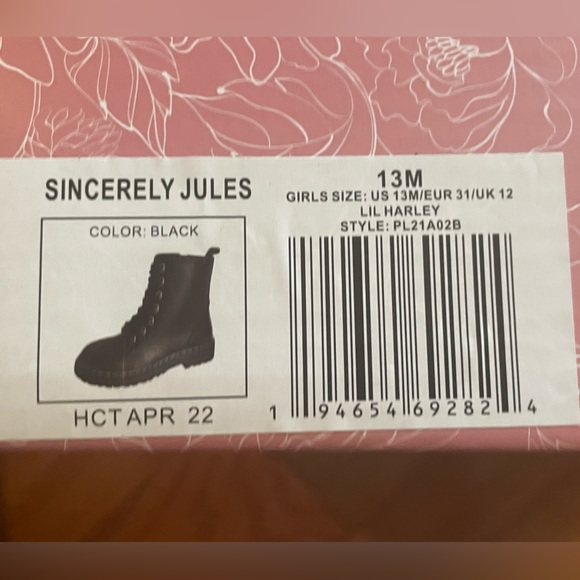 SINCERELY JULES
COLOR: BLACK
HCT APR 22
13M
GIRLS SIZE: US 13M/EUR 31/UK 12
LIL HARLEY
STYLE: PL21A02B
1 94654 69282 4